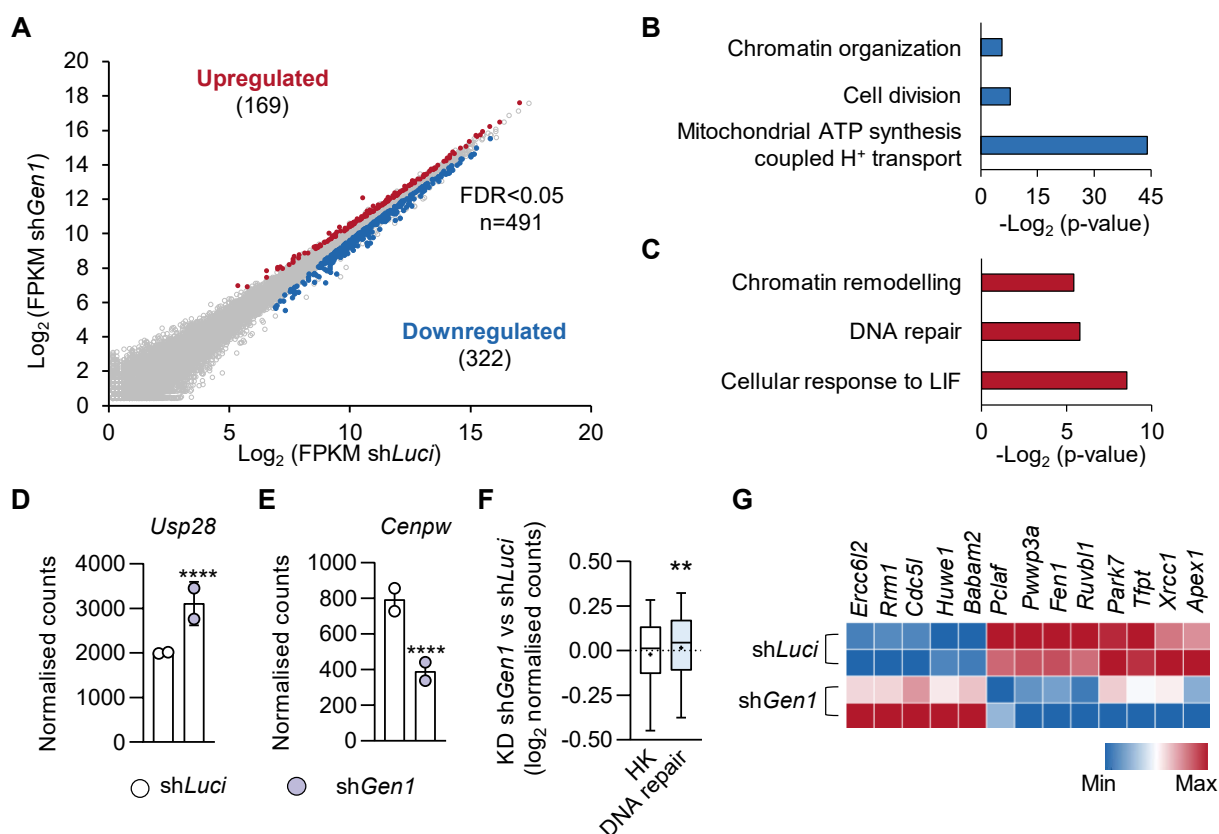 A
Log₂ (FPKM shGen1)
20
18
16
14
12
10
8
6
4
2
0
Upregulated
(169)
FDR<0.05
n=491
Downregulated
(322)
0 5 10 15 20
Log₂ (FPKM shLuci)
B
Chromatin organization
Cell division
Mitochondrial ATP synthesis
coupled H⁺ transport
0 15 30 45
-Log₂ (p-value)
C
Chromatin remodelling
DNA repair
Cellular response to LIF
0 5 10
-Log₂ (p-value)
D
Usp28
Normalised counts
4000
3000
2000
1000
0
****
E
Cenpw
Normalised counts
1000
800
600
400
200
0
****
shLuci
shGen1
F
KD shGen1 vs shLuci
(log₂ normalised counts)
0.50
0.25
0.00
-0.25
-0.50
**
HK
DNA repair
G
Ercc6l2
Rrm1
Cdc5l
Huwe1
Babam2
Pclaf
Pwwp3a
Fen1
Ruvbl1
Park7
Tfpt
Xrcc1
Apex1
shLuci
shGen1
Min Max